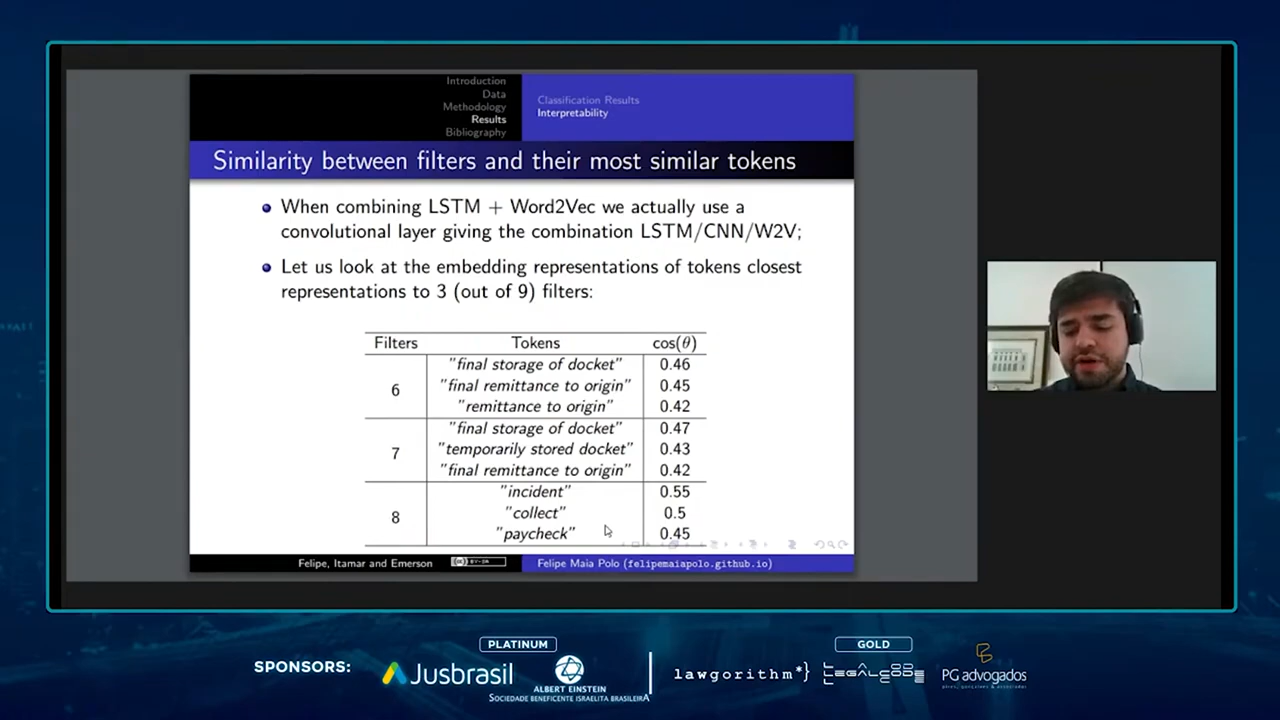 Introduction
Data
Methodology
Results
Bibliography
Classification Results
Interpretability
Similarity between filters and their most similar tokens
When combining LSTM + Word2Vec we actually use a
convolutional layer giving the combination LSTM/CNN/W2V;
Let us look at the embedding representations of tokens closest
representations to 3 (out of 9) filters:
Filters Tokens cos(θ)
"final storage of docket" 0.46
6 "final remittance to origin" 0.45
"remittance to origin" 0.42
"final storage of docket" 0.47
7 "temporarily stored docket" 0.43
"final remittance to origin" 0.42
"incident" 0.55
8 "collect" 0.5
"paycheck" 0.45
Felipe, Itamar and Emerson
Felipe Maia Polo (felipemaiapolo.github.io)
PLATINUM
GOLD
SPONSORS:
Jusbrasil
ALBERT EINSTEIN
SOCIEDADE BENEFICENTE ISRAELITA BRASILEIRA
lawgorithm*}
LEGALCODE
PG advogados